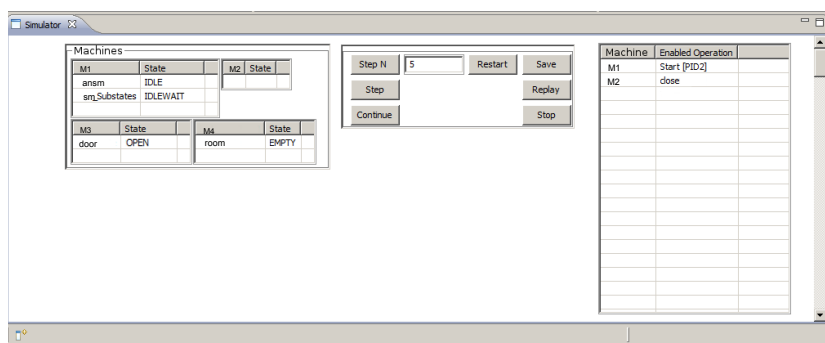 Simulator
Machines
M1 State
ansm IDLE
sm_Substates IDLEWAIT
M2 State
M3 State
door OPEN
M4 State
room EMPTY
Step N 5 Restart Save
Step Replay
Continue Stop
Machine Enabled Operation
M1 Start [PID2]
M2 close